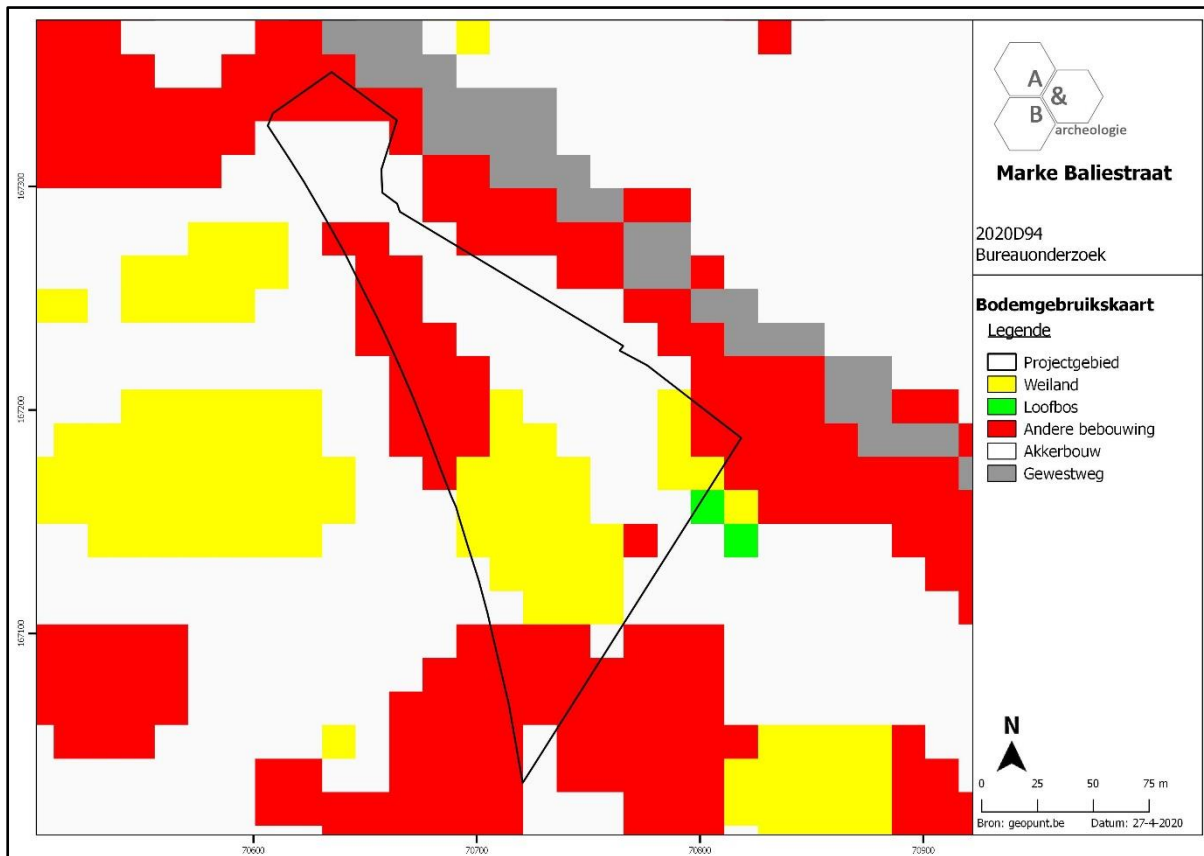 A
&
B
archeologie
Marke Baliestraat
2020D94
Bureauonderzoek
Bodemgebruikskaart
Legende
Projectgebied
Weiland
Loofbos
Andere bebouwing
Akkerbouw
Gewestweg
N
0 25 50 75 m
Bron: geopunt.be Datum: 27-4-2020
167300
167200
167100
70600 70700 70800 70900